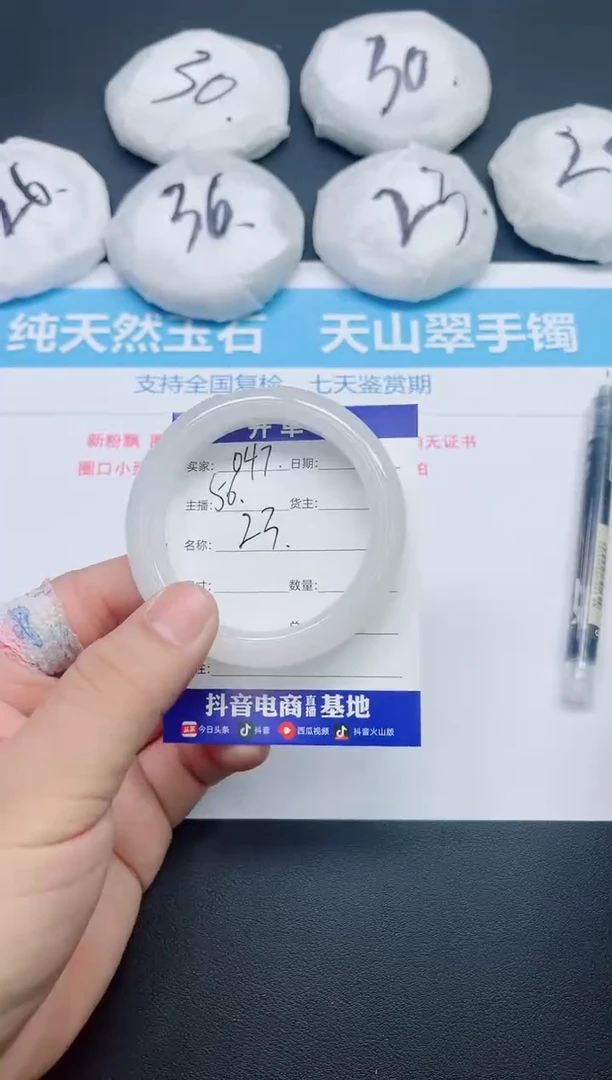 30.
30.
26.
36.
23.
纯天然玉石 天山翠手镯
支持全国复检 七天鉴赏期
新粉飘
无证书
圈口小
开单
买家: 047. 日期:
主播: 56. 货主:
名称: 23.
寸: 数量:
主:
抖音电商直播基地
今日头条 抖音 西瓜视频 抖音火山版